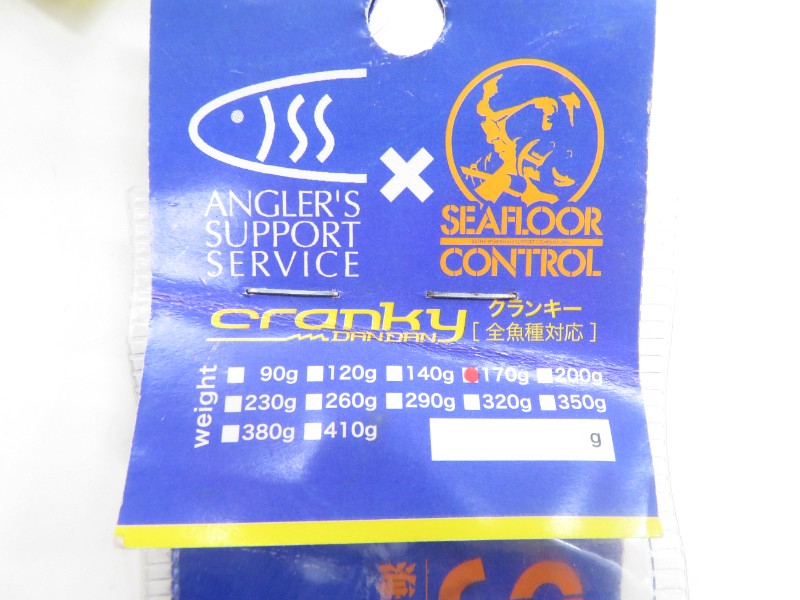 ANGLER'S
SUPPORT
SERVICE
×
SEAFLOOR
CONTROL
cranky
DANDAN
クランキー
[全魚種対応]
weight
90g 120g 140g 170g 200g
230g 260g 290g 320g 350g
380g 410g
g